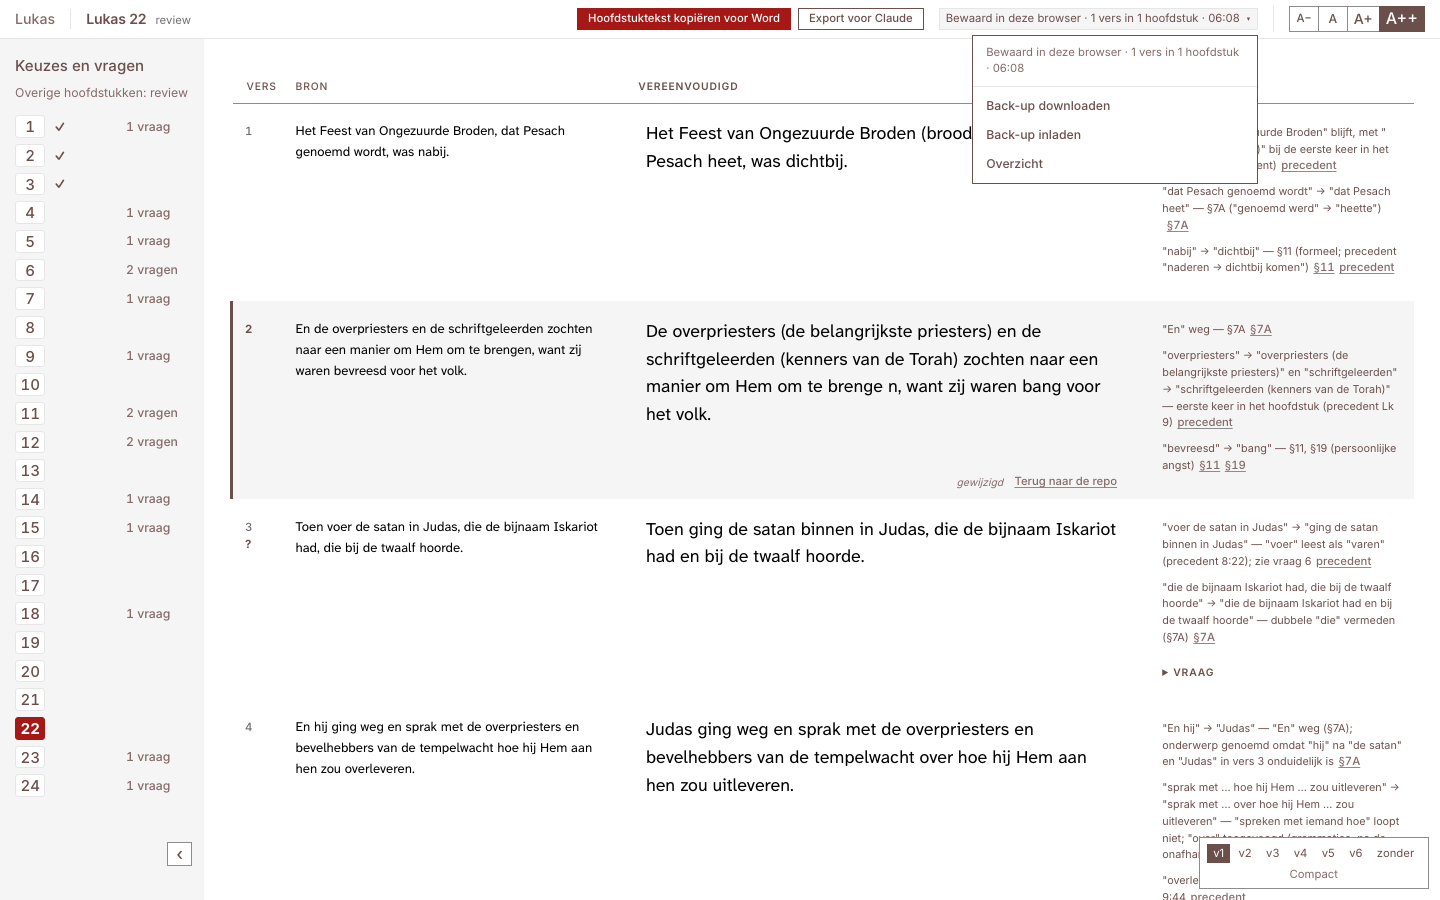 Lukas Lukas 22 review Hoofdstuktekst kopiëren voor Word Export voor Claude Bewaard in deze browser · 1 vers in 1 hoofdstuk · 06:08 A− A A+ A++
Bewaard in deze browser · 1 vers in 1 hoofdstuk
· 06:08
Back-up downloaden
Back-up inladen
Overzicht
Keuzes en vragen
Overige hoofdstukken: review
1 ✓ 1 vraag
2 ✓
3 ✓
4 1 vraag
5 1 vraag
6 2 vragen
7 1 vraag
8
9 1 vraag
10
11 2 vragen
12 2 vragen
13
14 1 vraag
15 1 vraag
16
17
18 1 vraag
19
20
21
22
23 1 vraag
24 1 vraag
VERS BRON VEREENVOUDIGD
1
Het Feest van Ongezuurde Broden, dat Pesach
genoemd wordt, was nabij.
Het Feest van Ongezuurde Broden (brood
Pesach heet, was dichtbij.
urde Broden" blijft, met "
)" bij de eerste keer in het
ent) precedent
"dat Pesach genoemd wordt" → "dat Pesach
heet" — §7A ("genoemd werd" → "heette")
§7A
"nabij" → "dichtbij" — §11 (formeel; precedent
"naderen → dichtbij komen") §11 precedent
2
En de overpriesters en de schriftgeleerden zochten
naar een manier om Hem om te brengen, want zij
waren bevreesd voor het volk.
De overpriesters (de belangrijkste priesters) en de
schriftgeleerden (kenners van de Torah) zochten naar een
manier om Hem om te brenge n, want zij waren bang voor
het volk.
gewijzigd Terug naar de repo
"En" weg — §7A §7A
"overpriesters" → "overpriesters (de
belangrijkste priesters)" en "schriftgeleerden"
→ "schriftgeleerden (kenners van de Torah)"
— eerste keer in het hoofdstuk (precedent Lk
9) precedent
"bevreesd" → "bang" — §11, §19 (persoonlijke
angst) §11 §19
3
?
Toen voer de satan in Judas, die de bijnaam Iskariot
had, die bij de twaalf hoorde.
Toen ging de satan binnen in Judas, die de bijnaam Iskariot
had en bij de twaalf hoorde.
"voer de satan in Judas" → "ging de satan
binnen in Judas" — "voer" leest als "varen"
(precedent 8:22); zie vraag 6 precedent
"die de bijnaam Iskariot had, die bij de twaalf
hoorde" → "die de bijnaam Iskariot had en bij
de twaalf hoorde" — dubbele "die" vermeden
(§7A) §7A
VRAAG
4
En hij ging weg en sprak met de overpriesters en
bevelhebbers van de tempelwacht hoe hij Hem aan
hen zou overleveren.
Judas ging weg en sprak met de overpriesters en
bevelhebbers van de tempelwacht over hoe hij Hem aan
hen zou uitleveren.
"En hij" → "Judas" — "En" weg (§7A);
onderwerp genoemd omdat "hij" na "de satan"
en "Judas" in vers 3 onduidelijk is §7A
"sprak met ... hoe hij Hem ... zou uitleveren" →
"sprak met ... over hoe hij Hem ... zou
uitleveren" — "spreken met iemand hoe" loopt
niet;
onafhan
"overle
9:44 precedent
v1 v2 v3 v4 v5 v6 zonder
Compact